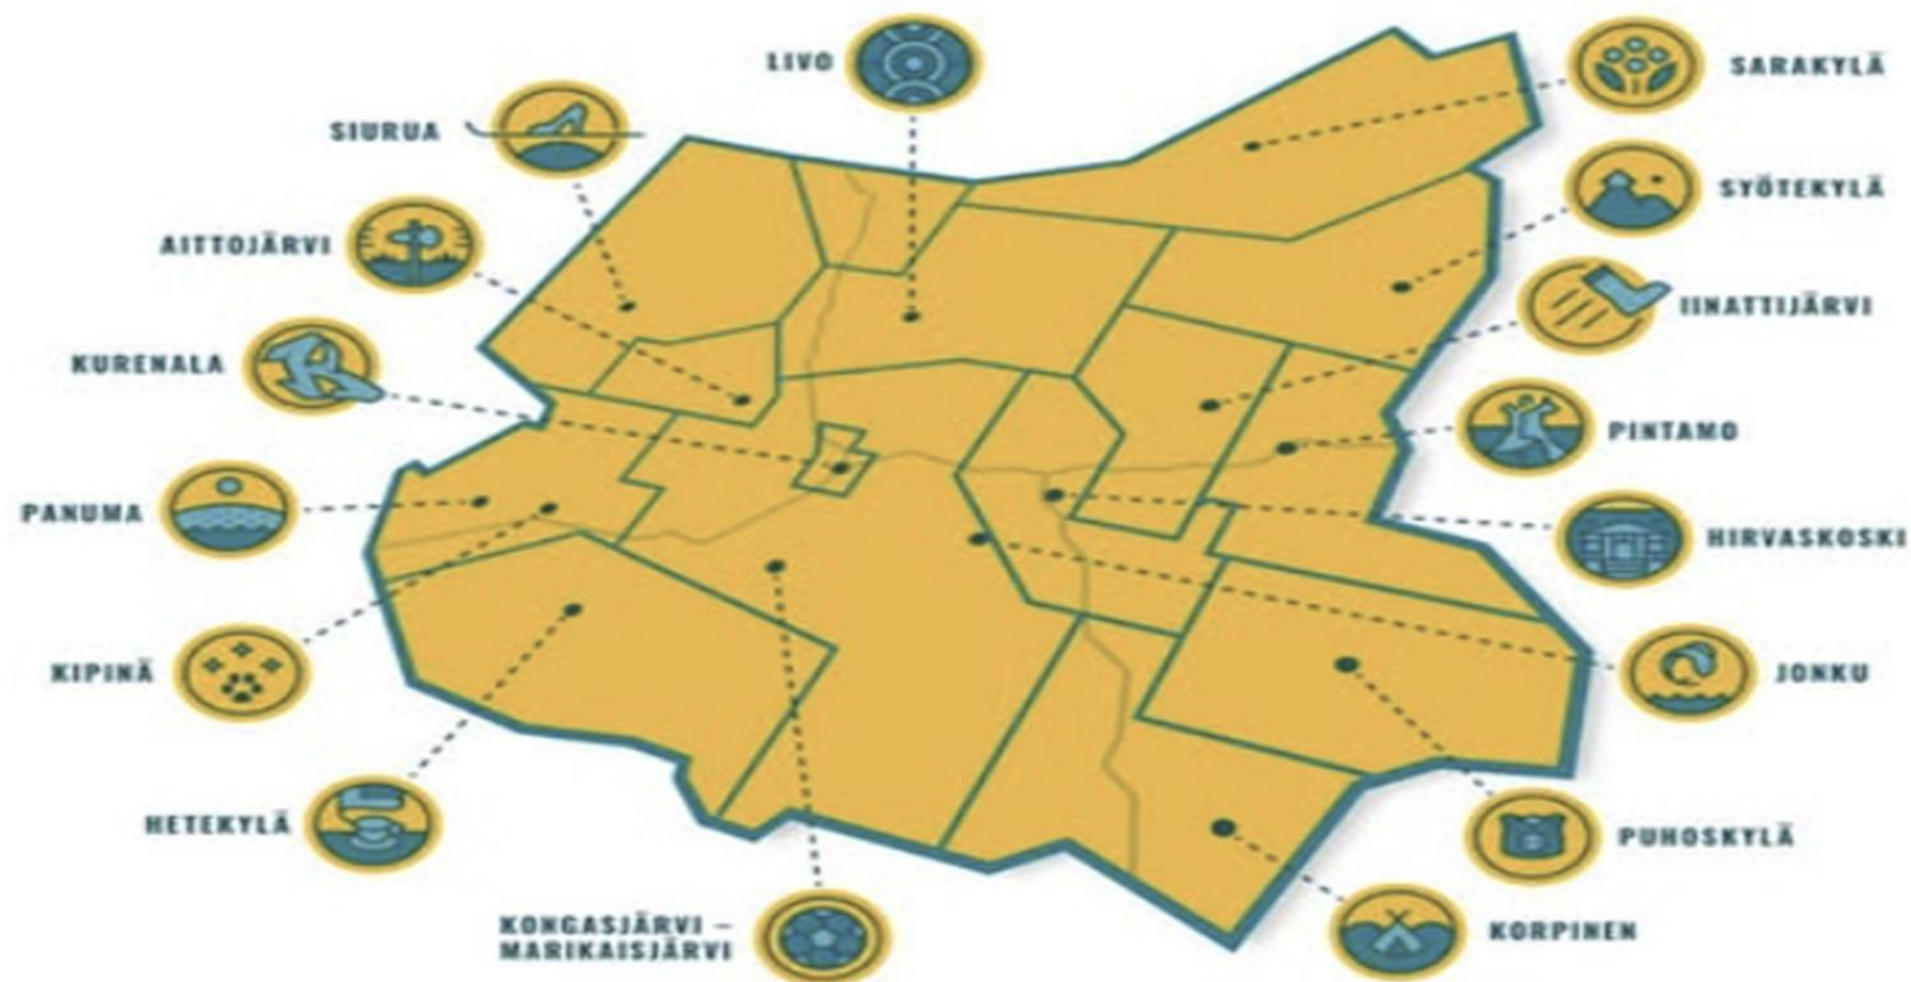 LIVO
SARAKYLÄ
SIURUA
SYÖTEKYLÄ
AITTOJÄRVI
IINATTIJÄRVI
KURENALA
PINTAMO
PANUMA
HIRVASKOSKI
KIPINÄ
JONKU
HETEKYLÄ
PUHOSKYLÄ
KONGASJÄRVI –
MARIKAISJÄRVI
KORPINEN